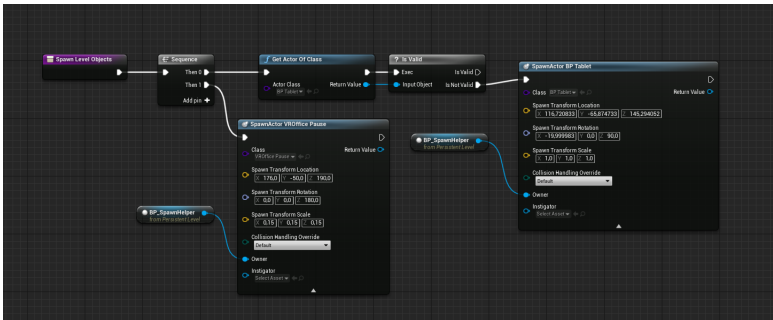 Spawn Level Objects
Sequence
Then 0
Then 1
Add pin +
Get Actor Of Class
Actor Class
BP Tablet
Return Value
? Is Valid
Exec
Is Valid
Input Object
Is Not Valid
SpawnActor BP Tablet
Class
BP Tablet
Return Value
Spawn Transform Location
X 116,720833 Y -65,874733 Z 145,294052
Spawn Transform Rotation
X -19,999983 Y 0,0 Z 90,0
Spawn Transform Scale
X 1,0 Y 1,0 Z 1,0
Collision Handling Override
Default
Owner
Instigator
Select Asset
BP_SpawnHelper
from Persistent Level
SpawnActor VROffice Pause
Class
VROffice Pause
Return Value
Spawn Transform Location
X 176,0 Y -50,0 Z 190,0
Spawn Transform Rotation
X 0,0 Y 0,0 Z 180,0
Spawn Transform Scale
X 0,15 Y 0,15 Z 0,15
Collision Handling Override
Default
Owner
Instigator
Select Asset
BP_SpawnHelper
from Persistent Level